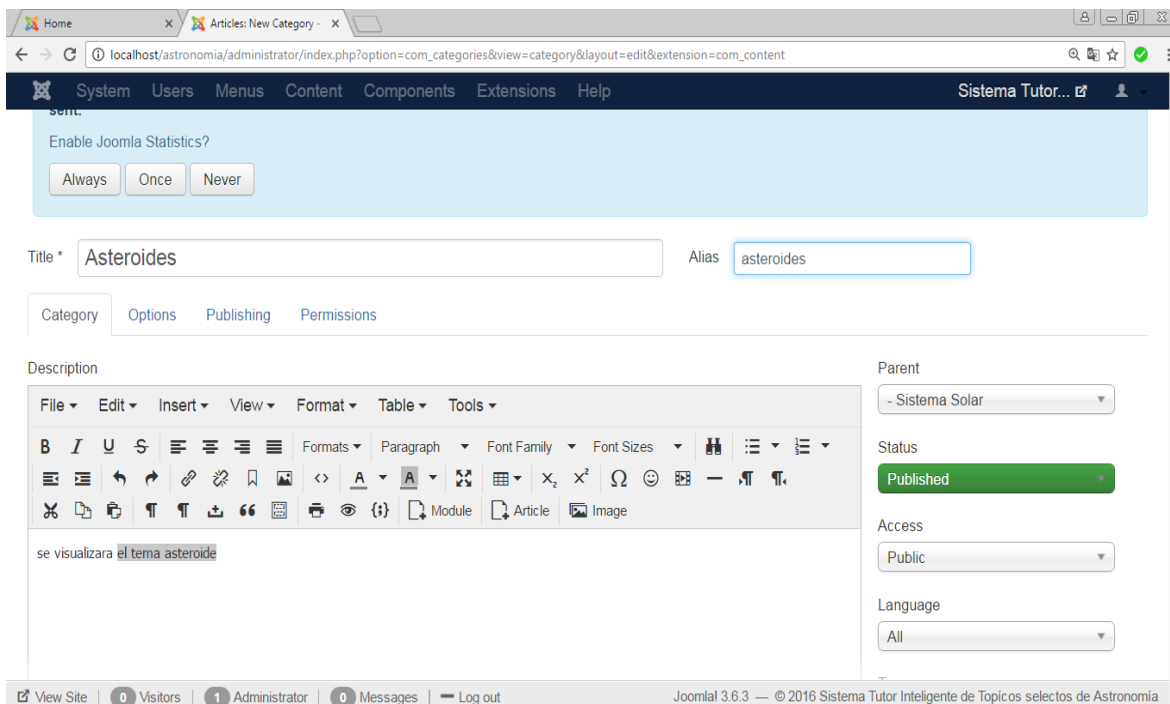 Home
Articles: New Category -
localhost/astronomia/administrator/index.php?option=com_categories&view=category&layout=edit&extension=com_content
System Users Menus Content Components Extensions Help Sistema Tutor...
sent.
Enable Joomla Statistics?
Always Once Never
Title * Asteroides Alias asteroides
Category Options Publishing Permissions
Description
File Edit Insert View Format Table Tools
B I U S Formats Paragraph Font Family Font Sizes
A A X₂ X² Ω
Module Article Image
se visualizara el tema asteroide
Parent
- Sistema Solar
Status
Published
Access
Public
Language
All
View Site 0 Visitors 1 Administrator 0 Messages Log out Joomla! 3.6.3 — © 2016 Sistema Tutor Inteligente de Topicos selectos de Astronomia